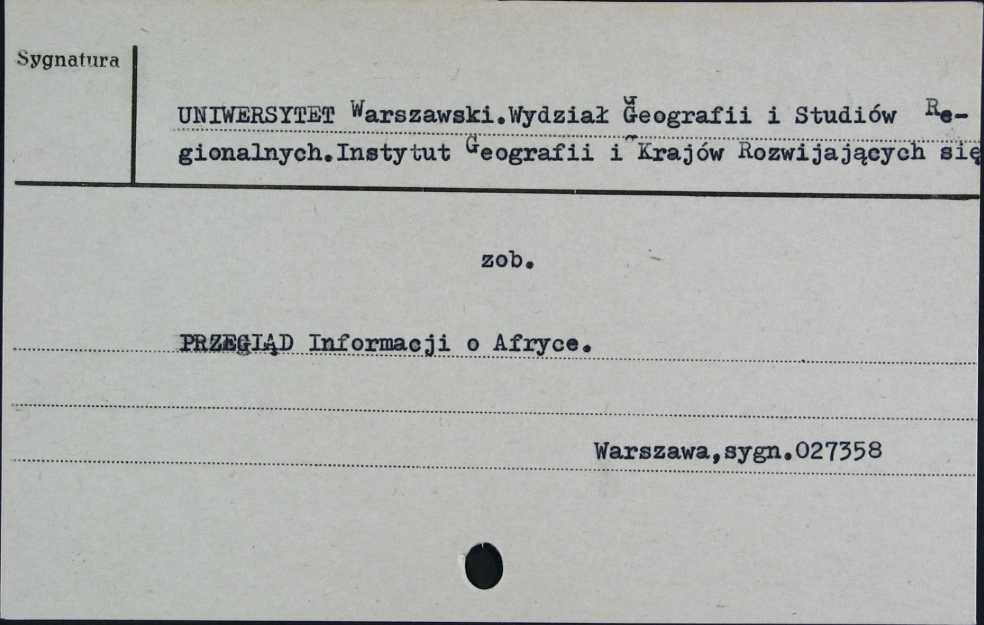 Sygnatura
UNIWERSYTET Warszawski.Wydział Geografii i Studiów Re-
gionalnych.Instytut Geografii i Krajów Rozwijających się
zob.
PRZEGIĄD Informacji o Afryce.
Warszawa,sygn.027358